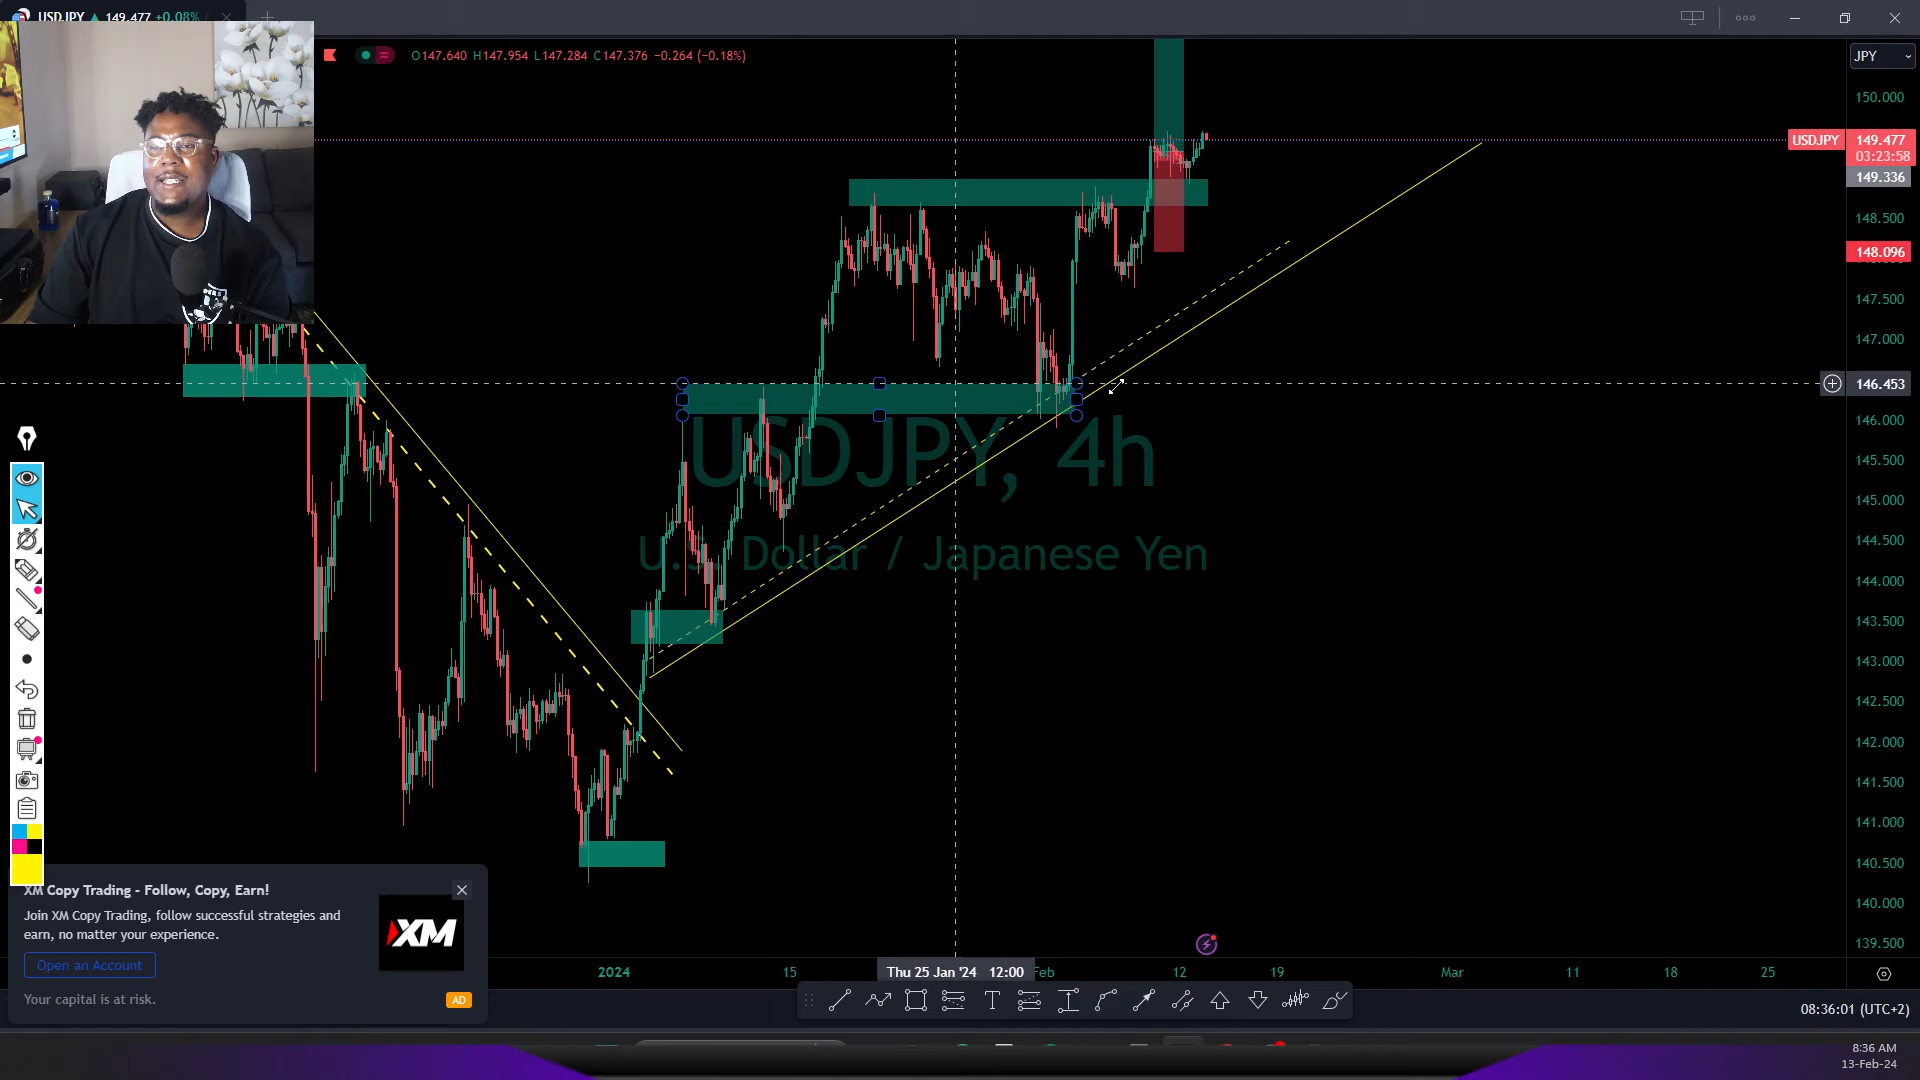 USDJPY ▲ 149.477 +0.08%
O147.640 H147.954 L147.284 C147.376 −0.264 (−0.18%)
JPY
150.000
USDJPY 149.477
03:23:58
149.336
148.500
148.096
147.500
147.000
146.453
146.000
145.500
145.000
144.500
144.000
143.500
143.000
142.500
142.000
141.500
141.000
140.500
140.000
139.500
USDJPY, 4h
U.S. Dollar / Japanese Yen
XM Copy Trading - Follow, Copy, Earn!
Join XM Copy Trading, follow successful strategies and
earn, no matter your experience.
XM
Open an Account
Your capital is at risk.
AD
2024 15 Thu 25 Jan '24 12:00 Feb 12 19 Mar 11 18 25
08:36:01 (UTC+2)
8:36 AM
13-Feb-24